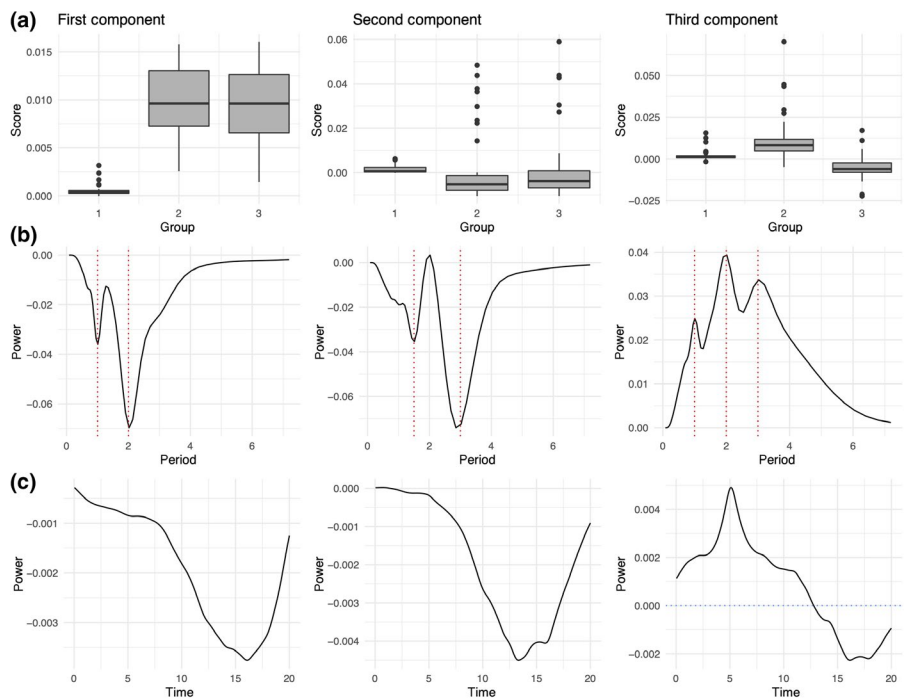 (a) First component Second component Third component
Score 0.000 0.005 0.010 0.015
1 2 3
Group
Score 0.00 0.02 0.04 0.06
1 2 3
Group
Score −0.025 0.000 0.025 0.050
1 2 3
Group
(b)
Power 0.00 −0.02 −0.04 −0.06
0 2 4 6
Period
Power 0.00 −0.02 −0.04 −0.06
0 2 4 6
Period
Power 0.04 0.03 0.02 0.01 0.00
0 2 4 6
Period
(c)
Power −0.001 −0.002 −0.003
0 5 10 15 20
Time
Power 0.000 −0.001 −0.002 −0.003 −0.004
0 5 10 15 20
Time
Power 0.004 0.002 0.000 −0.002
0 5 10 15 20
Time